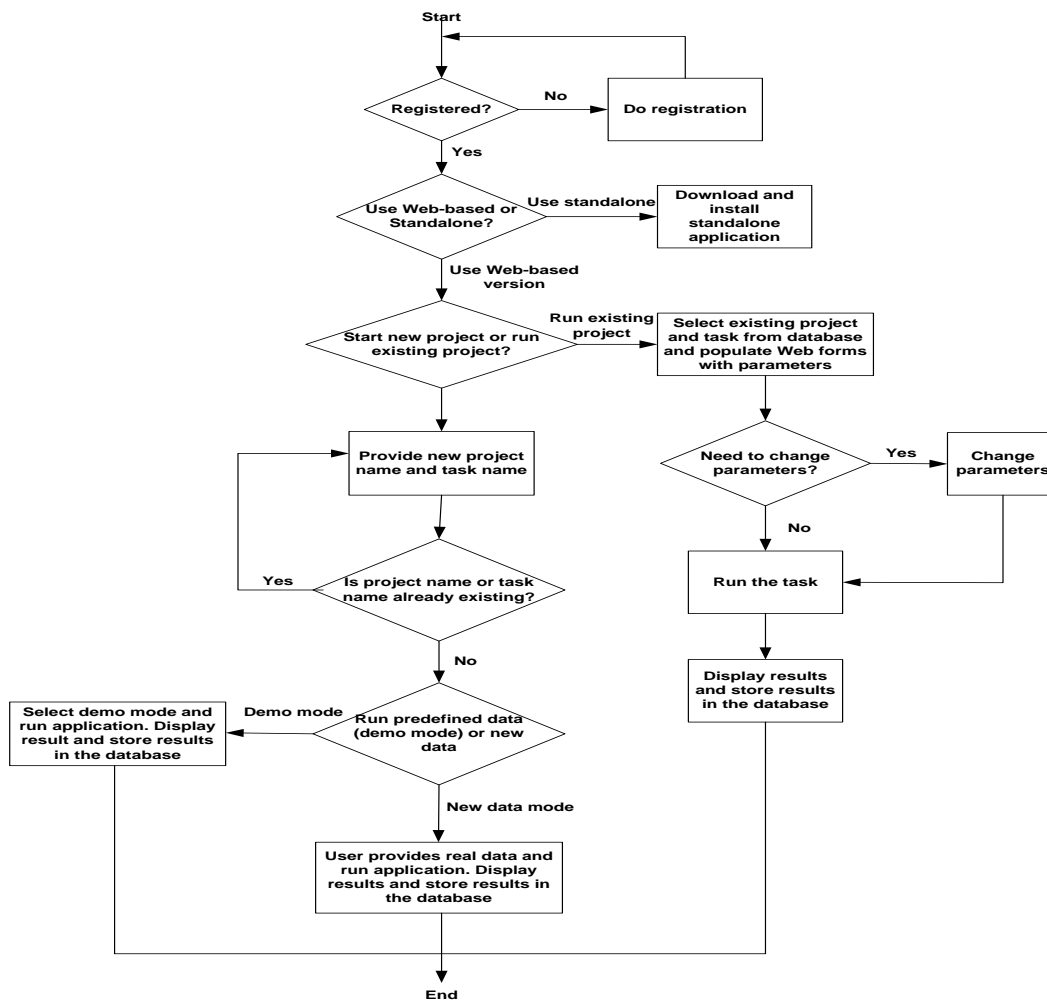 Start
Registered?
No
Do registration
Yes
Use Web-based or
Standalone?
Use standalone
Download and
install
standalone
application
Use Web-based
version
Start new project or run
existing project?
Run existing
project
Select existing project
and task from database
and populate Web forms
with parameters
Provide new project
name and task name
Need to change
parameters?
Yes
Change
parameters
No
Run the task
Yes
Is project name or task
name already existing?
No
Display results
and store results
in the database
Select demo mode and
run application. Display
result and store results
in the database
Demo mode
Run predefined data
(demo mode) or new
data
New data mode
User provides real data and
run application. Display
results and store results in
the database
End